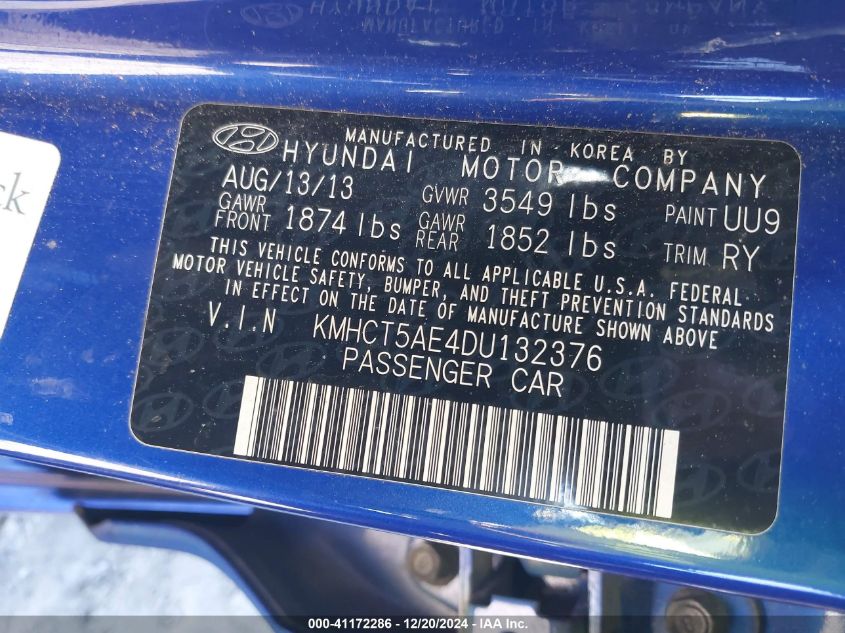 ck
MANUFACTURED IN KOREA BY
HYUNDAI MOTOR COMPANY
AUG/13/13 GVWR 3549 lbs PAINT UU9
GAWR FRONT 1874 lbs GAWR REAR 1852 lbs TRIM RY
THIS VEHICLE CONFORMS TO ALL APPLICABLE U.S.A. FEDERAL
MOTOR VEHICLE SAFETY, BUMPER, AND THEFT PREVENTION STANDARDS
IN EFFECT ON THE DATE OF MANUFACTURE SHOWN ABOVE
V.I.N KMHCT5AE4DU132376
PASSENGER CAR
000-41172286 - 12/20/2024 - IAA Inc.